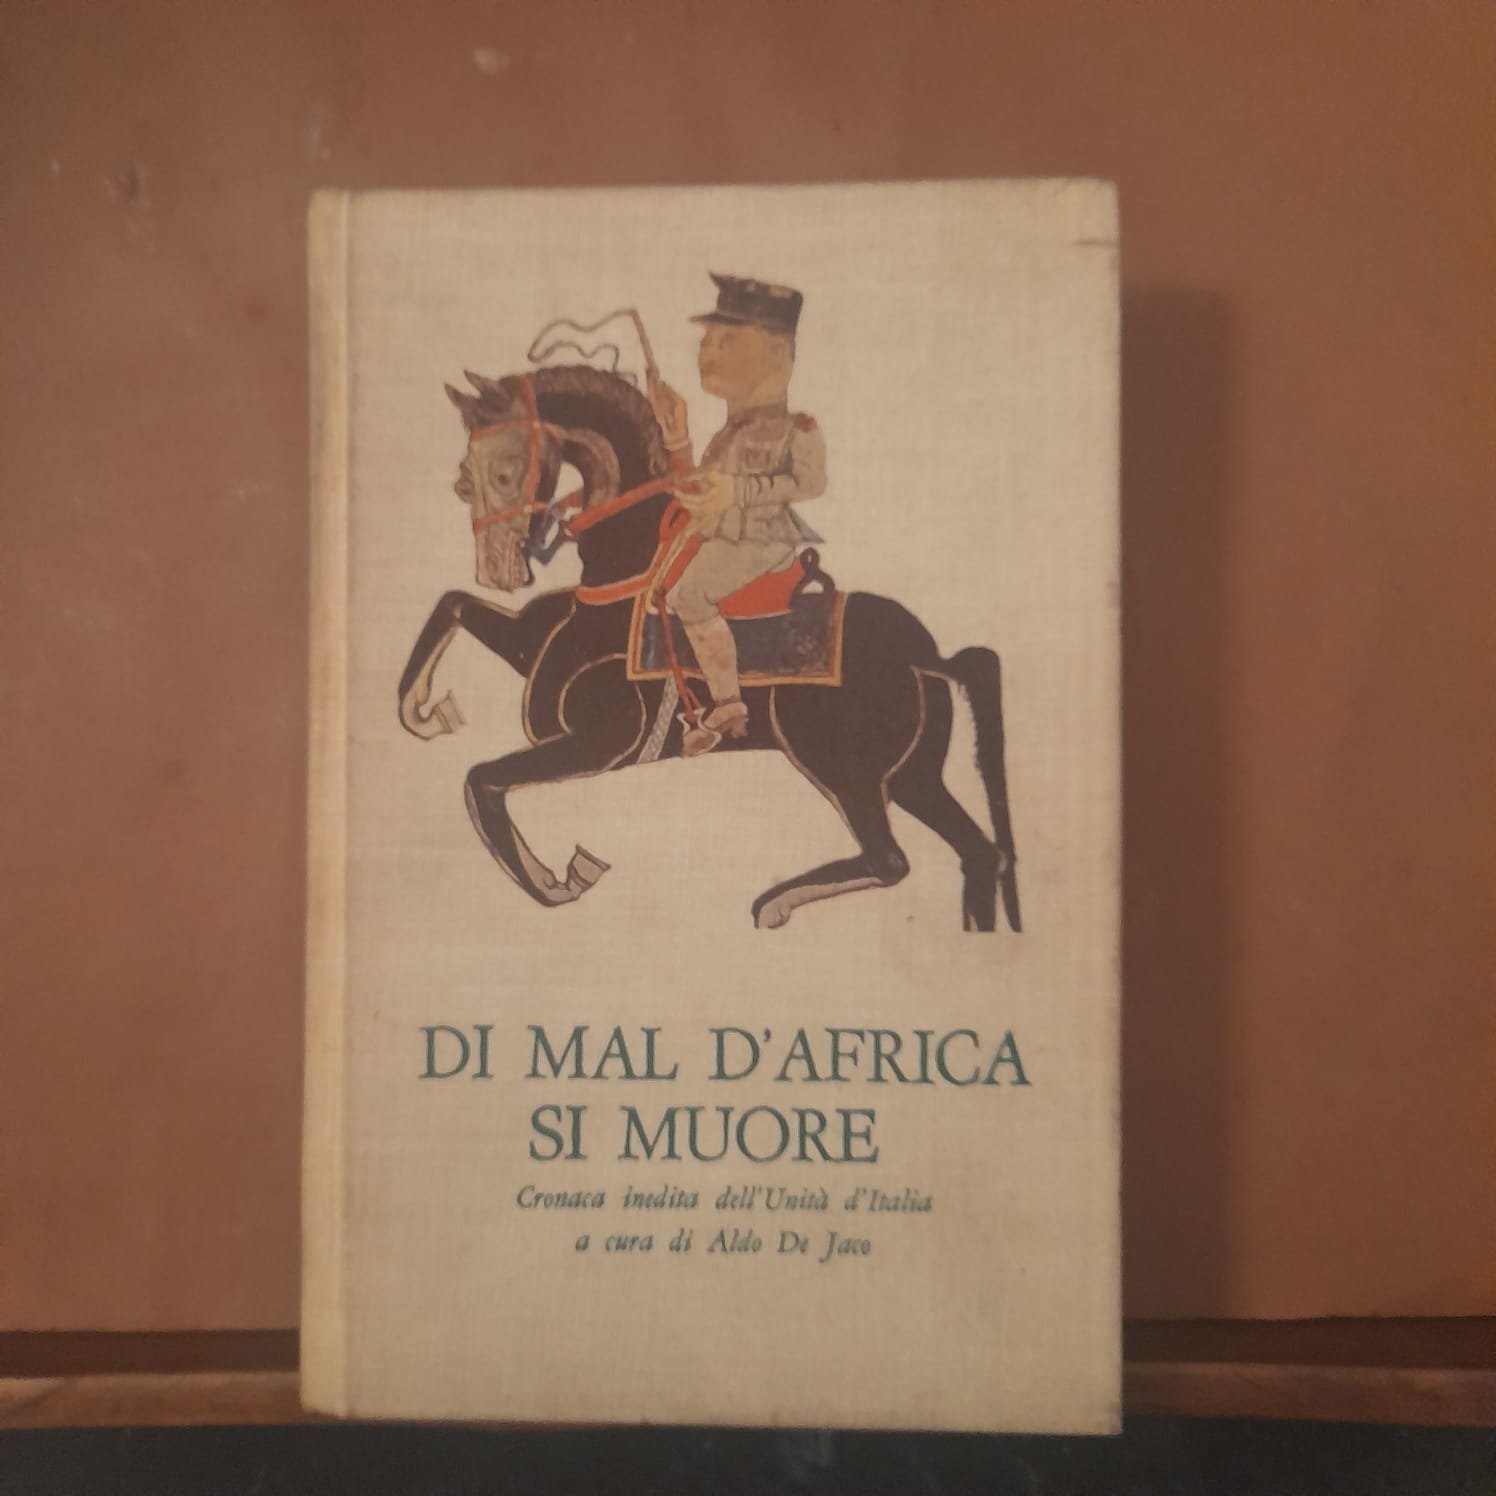 DI MAL D'AFRICA
SI MUORE
Cronaca inedita dell'Unità d'Italia
a cura di Aldo De Jaco